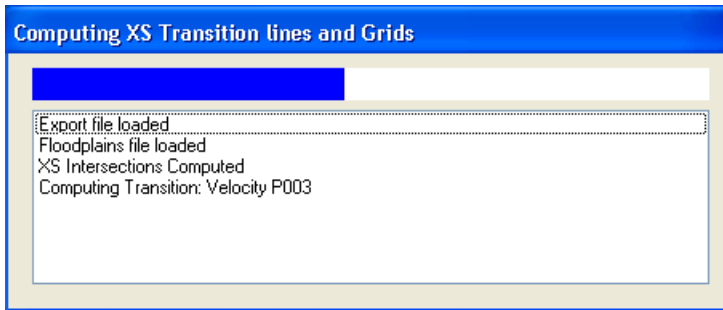 Computing XS Transition lines and Grids
Export file loaded
Floodplains file loaded
XS Intersections Computed
Computing Transition: Velocity P003